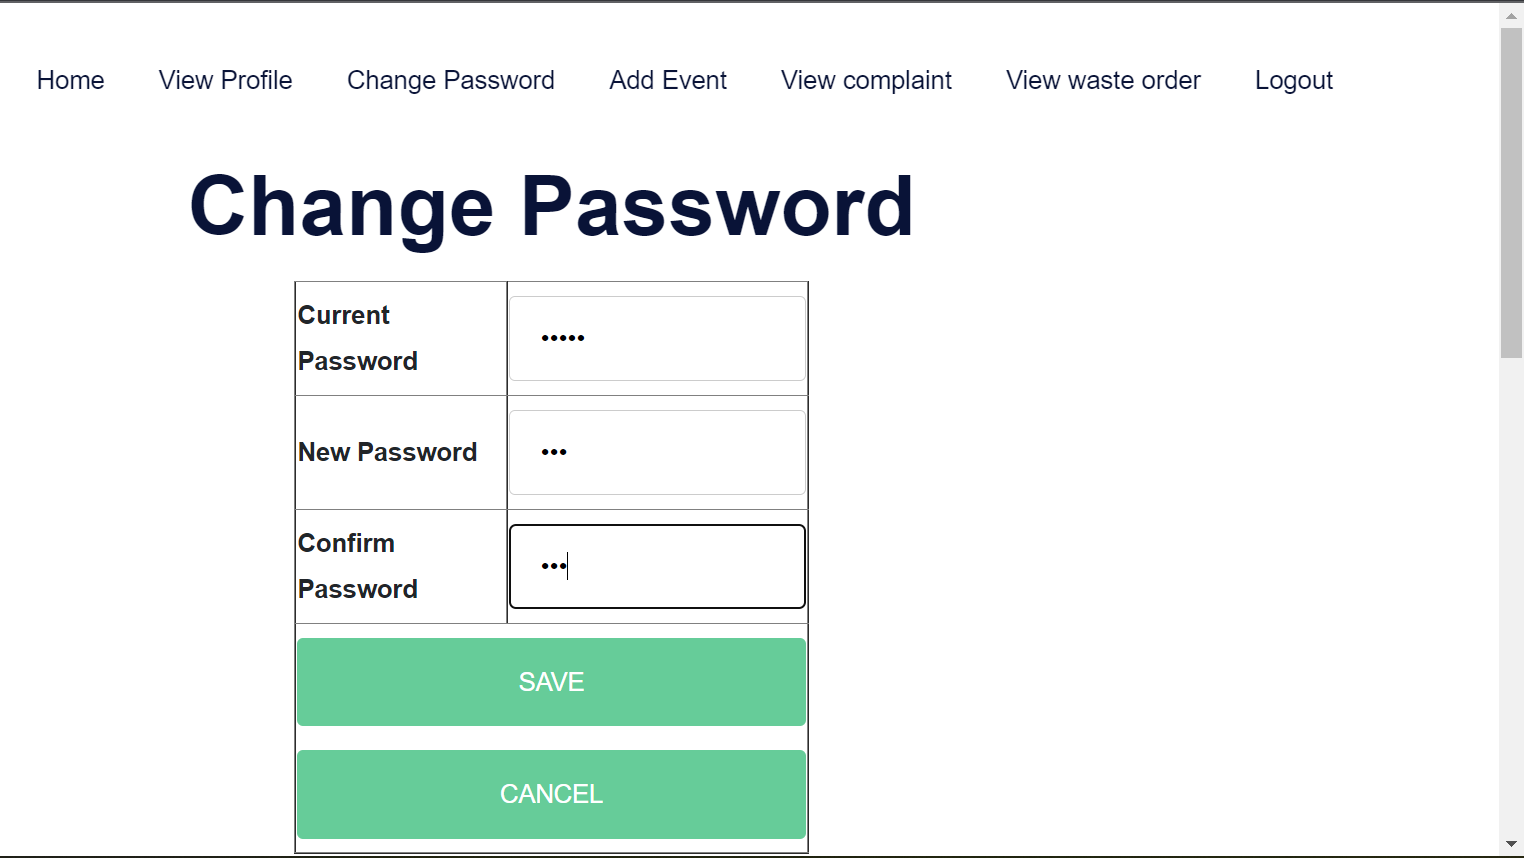 Home View Profile Change Password Add Event View complaint View waste order Logout
Change Password
Current
Password
•••••
New Password
•••
Confirm
Password
•••
SAVE
CANCEL